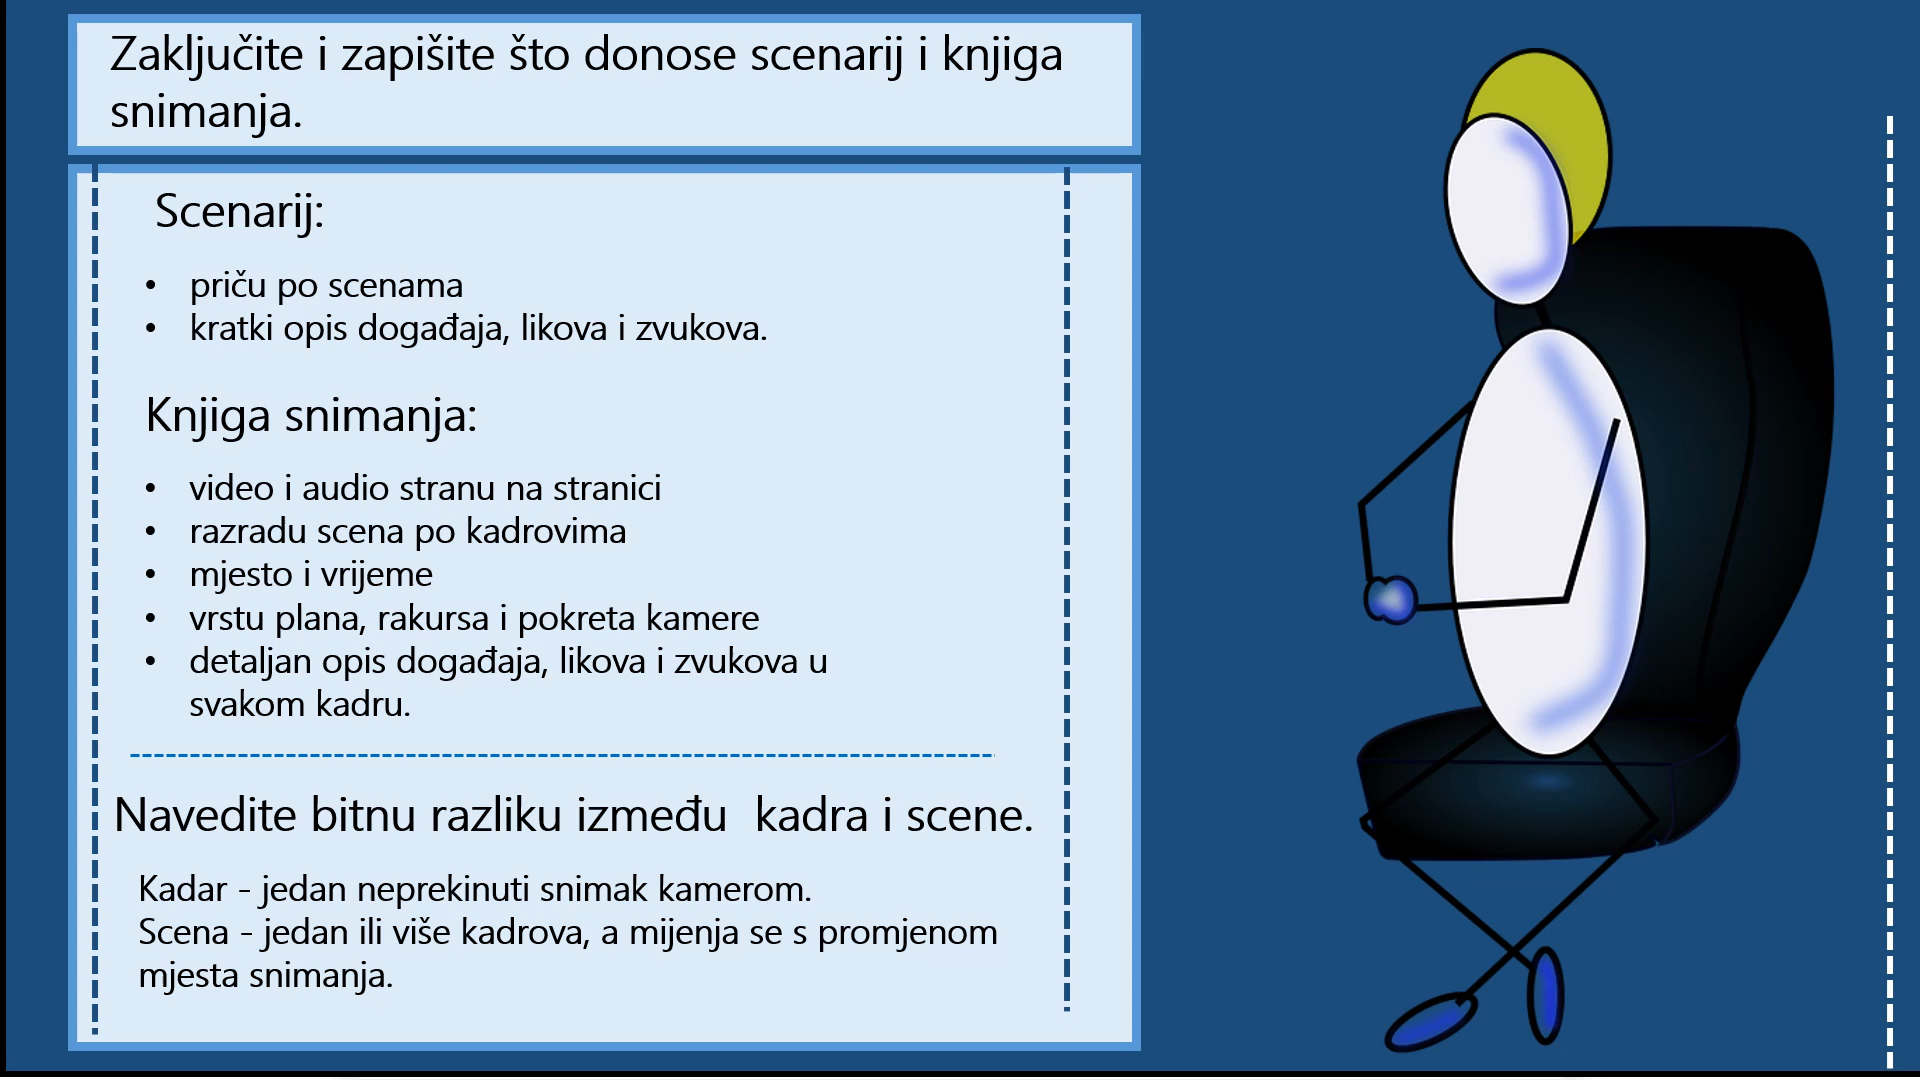 Zaključite i zapišite što donose scenarij i knjiga
snimanja.
Scenarij:
• priču po scenama
• kratki opis događaja, likova i zvukova.
Knjiga snimanja:
• video i audio stranu na stranici
• razradu scena po kadrovima
• mjesto i vrijeme
• vrstu plana, rakursa i pokreta kamere
• detaljan opis događaja, likova i zvukova u
svakom kadru.
Navedite bitnu razliku između  kadra i scene.
Kadar - jedan neprekinuti snimak kamerom.
Scena - jedan ili više kadrova, a mijenja se s promjenom
mjesta snimanja.